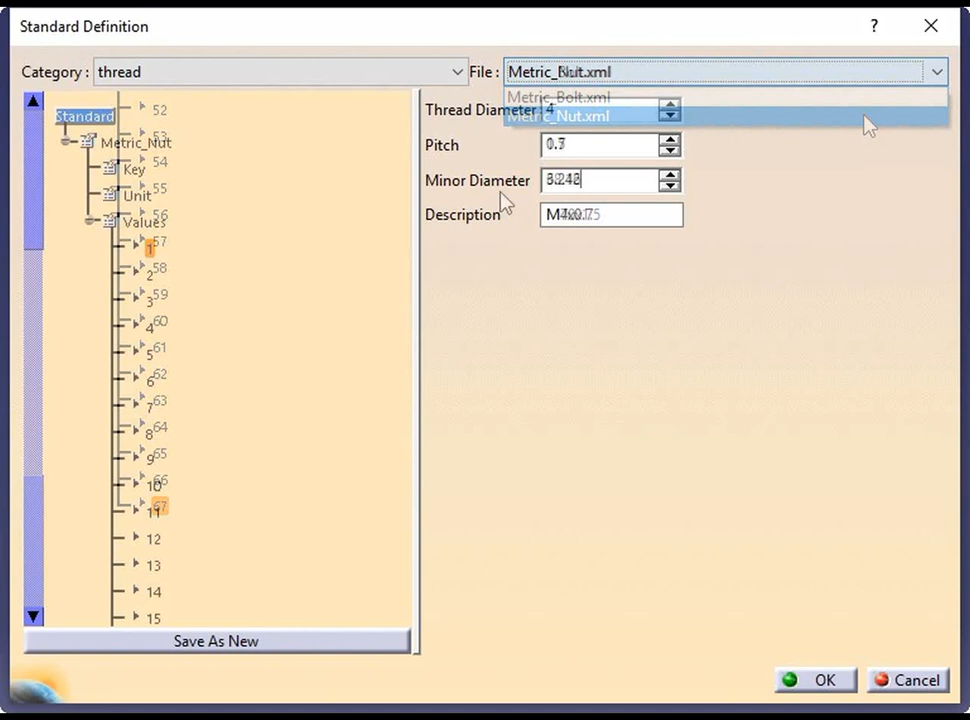 Standard Definition
?
Category : thread
File : Metric_Nut.xml
Metric_Bolt.xml
Metric_Nut.xml
Standard
Metric_Nut
Key
Unit
Values
1
2
3
4
5
6
7
8
9
10
11
12
13
14
15
52
53
54
55
56
57
58
59
60
61
62
63
64
65
66
67
Thread Diameter 4
Pitch
Minor Diameter
Description
Save As New
OK
Cancel